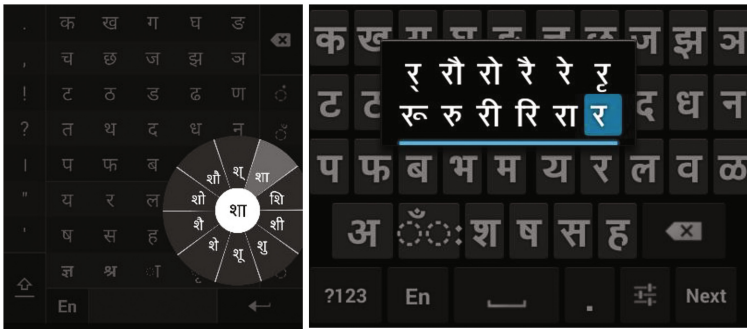 . क ख ग घ ङ
, च छ ज झ ञ
! ट ठ ड ढ ण ं
? त थ द ध न ँ
। प फ ब
" य र ल
' ष स ह
ज्ञ श्र ा
En
शा
श् शा शि शी शु शू शे शै शो शौ
क ख ज झ ञ
र् रौ रो रै रे रृ
रू रु री रि रा र
ट द ध न
प फ ब भ म य र ल व ळ
अ ँ ः श ष स ह
?123 En . Next